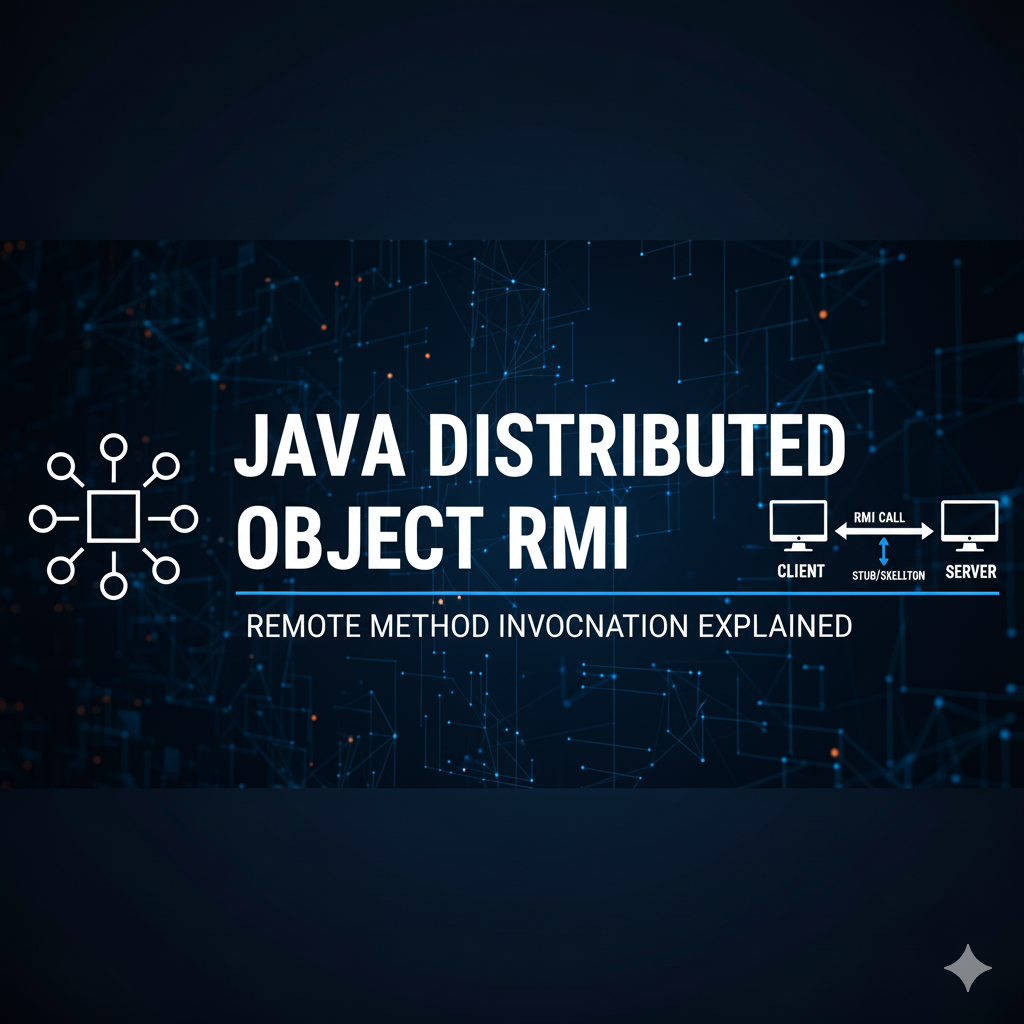 JAVA DISTRIBUTED
OBJECT RMI
RMI CALL
CLIENT
STUB/SKELLTON
SERVER
REMOTE METHOD INVOCNATION EXPLAINED